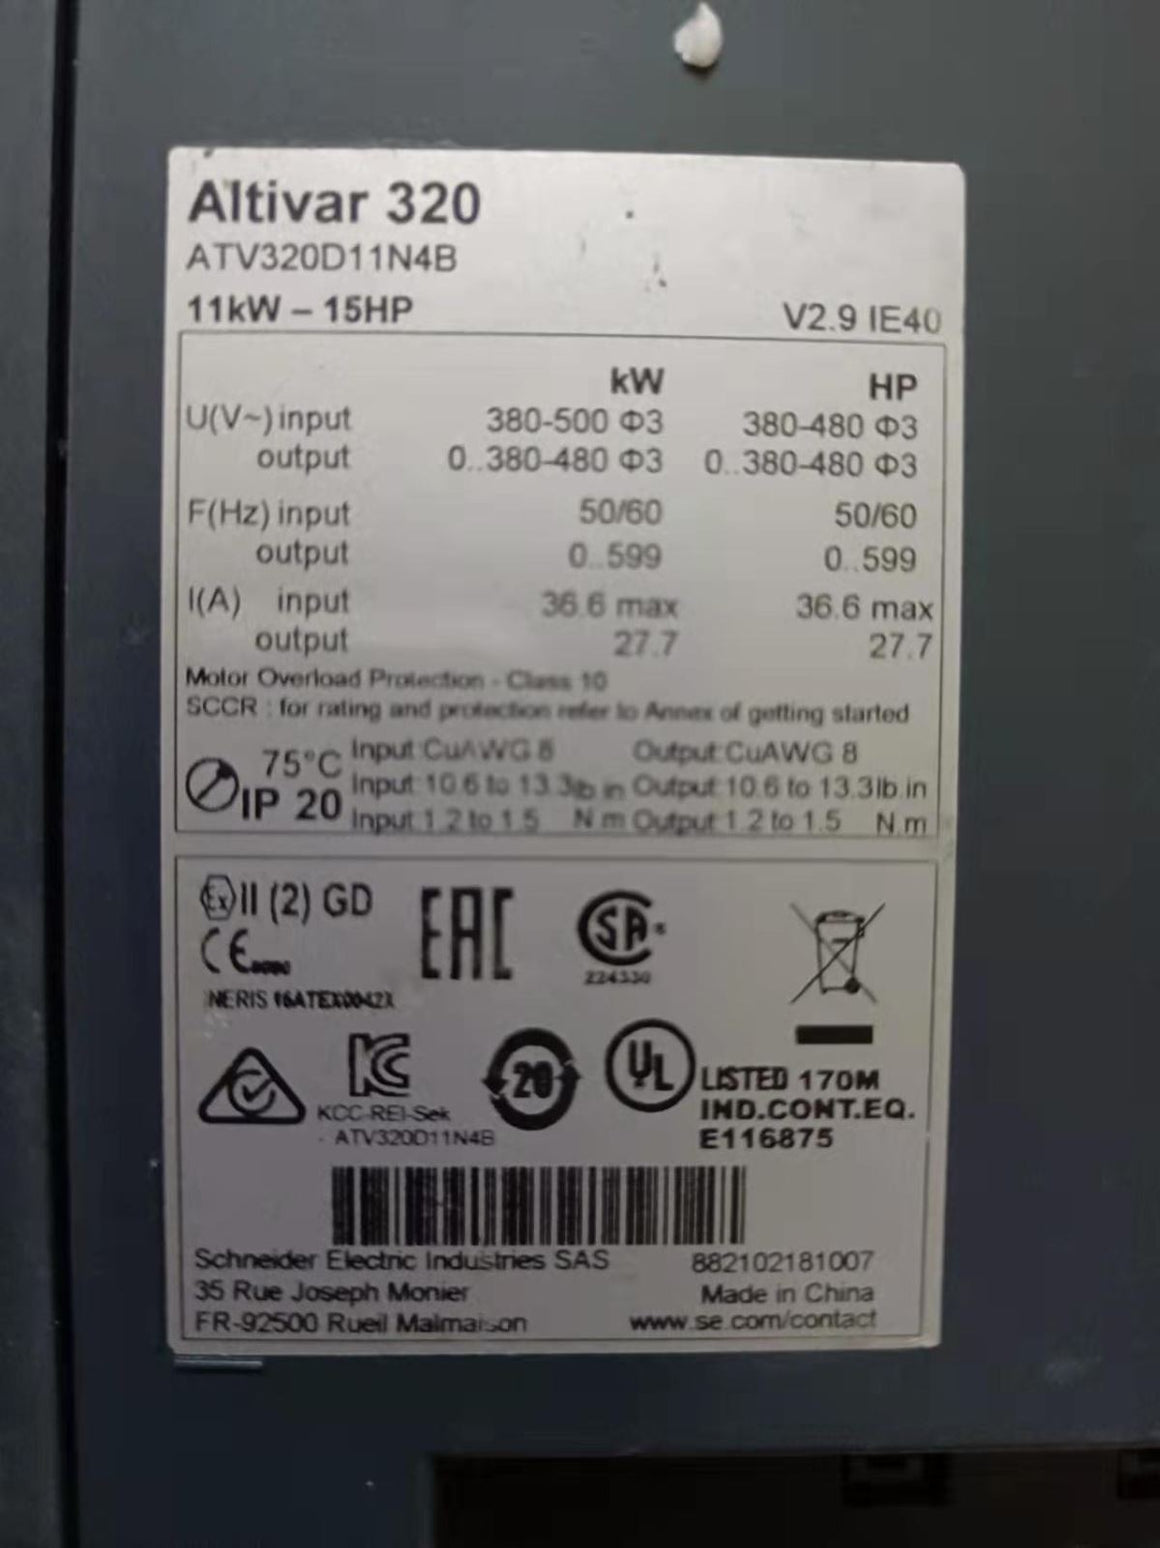 Altivar 320
ATV320D11N4B
11kW – 15HP V2.9 IE40
kW HP
U(V~) input 380-500 Φ3 380-480 Φ3
output 0..380-480 Φ3 0..380-480 Φ3
F(Hz) input 50/60 50/60
output 0..599 0..599
I(A) input 36.6 max 36.6 max
output 27.7 27.7
Motor Overload Protection - Class 10
SCCR : for rating and protection refer to Annex of getting started
75°C Input:CuAWG 8 Output:CuAWG 8
IP 20 Input:10.6 to 13.3lb.in Output:10.6 to 13.3lb.in
Input:1.2 to 1.5 N.m Output:1.2 to 1.5 N.m
Ex II (2) GD EAC SA
CE 224330
INERIS 16ATEX0042X
KC 20 UL LISTED 170M
KCC-REI-Sek IND.CONT.EQ.
- ATV320D11N4B E116875
Schneider Electric Industries SAS 882102181007
35 Rue Joseph Monier Made in China
FR-92500 Rueil Malmaison www.se.com/contact